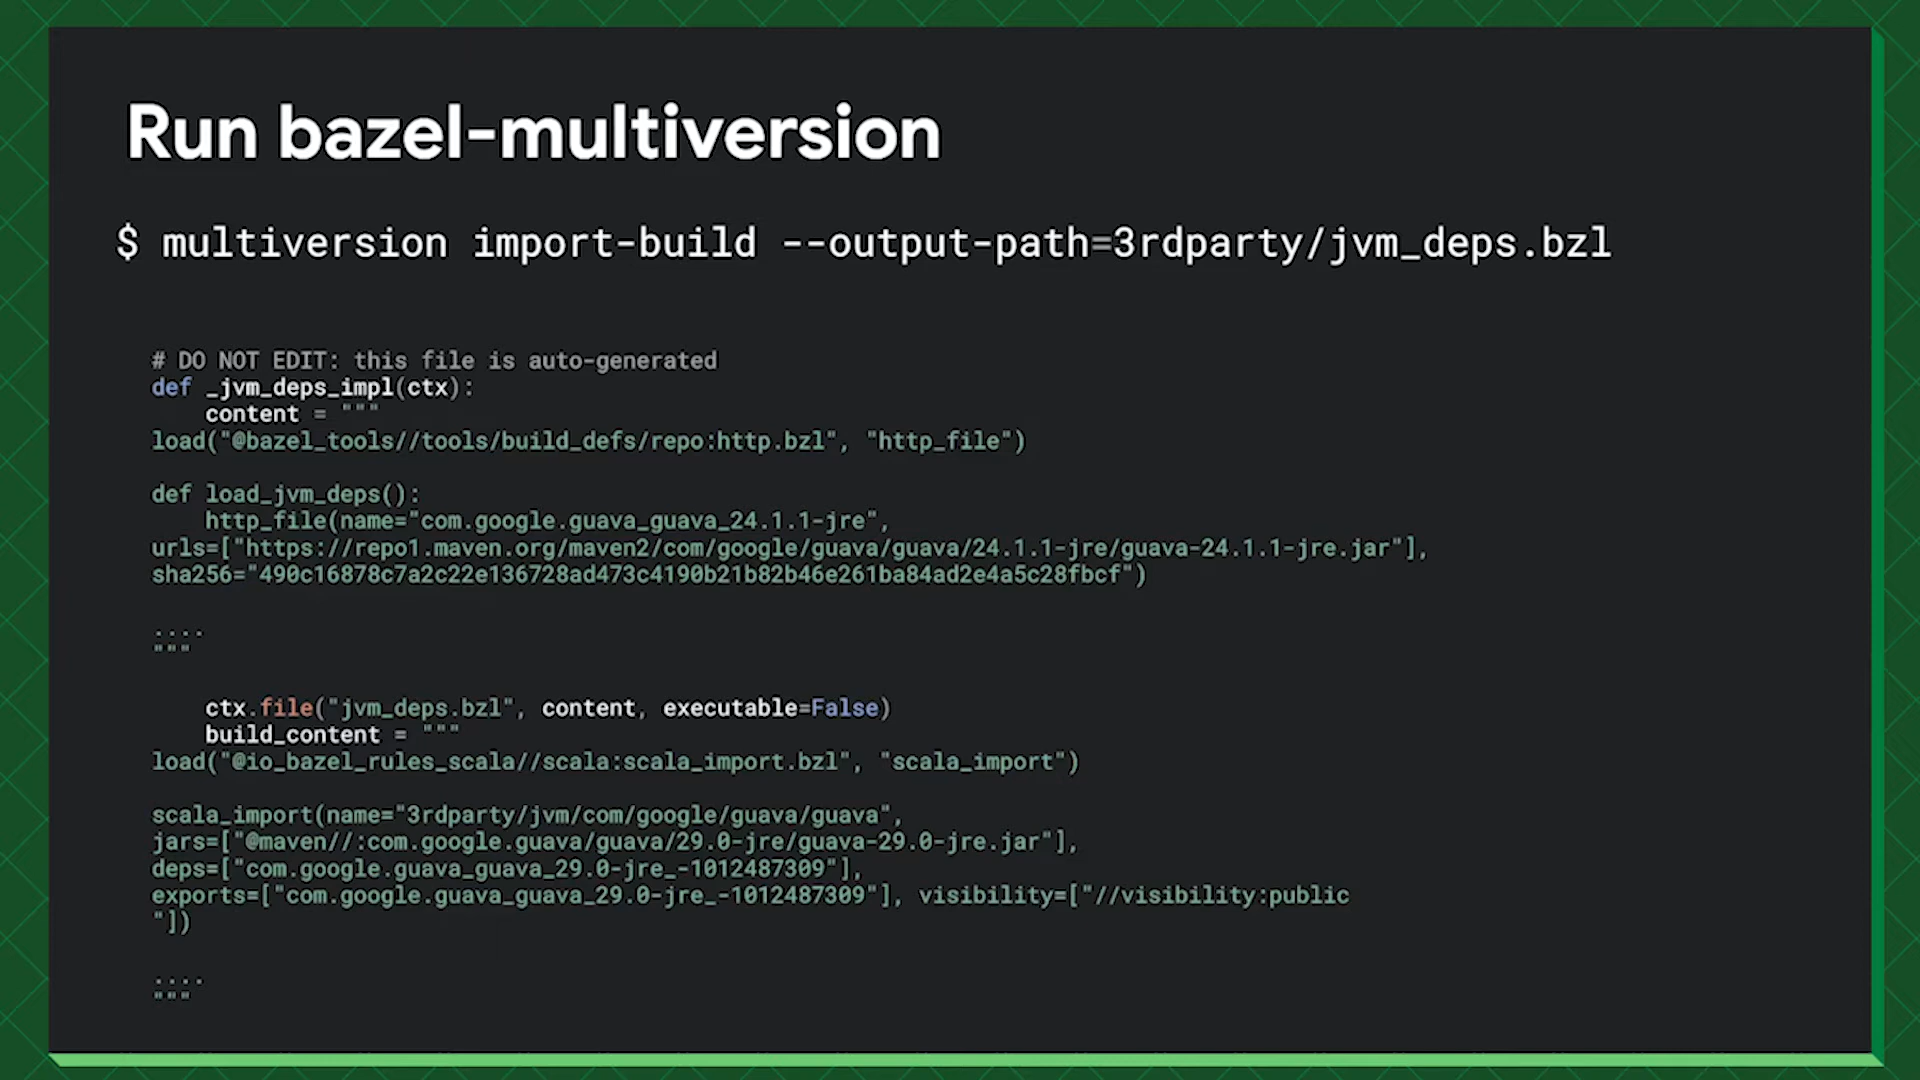 Run bazel-multiversion
$ multiversion import-build --output-path=3rdparty/jvm_deps.bzl
# DO NOT EDIT: this file is auto-generated
def _jvm_deps_impl(ctx):
    content = """
load("@bazel_tools//tools/build_defs/repo:http.bzl", "http_file")
def load_jvm_deps():
    http_file(name="com.google.guava_guava_24.1.1-jre",
urls=["https://repo1.maven.org/maven2/com/google/guava/guava/24.1.1-jre/guava-24.1.1-jre.jar"],
sha256="490c16878c7a2c22e136728ad473c4190b21b82b46e261ba84ad2e4a5c28fbcf")
....
"""
    ctx.file("jvm_deps.bzl", content, executable=False)
    build_content = """
load("@io_bazel_rules_scala//scala:scala_import.bzl", "scala_import")
scala_import(name="3rdparty/jvm/com/google/guava/guava",
jars=["@maven//:com.google.guava/guava/29.0-jre/guava-29.0-jre.jar"],
deps=["com.google.guava_guava_29.0-jre_-1012487309"],
exports=["com.google.guava_guava_29.0-jre_-1012487309"], visibility=["//visibility:public
"])
....
"""